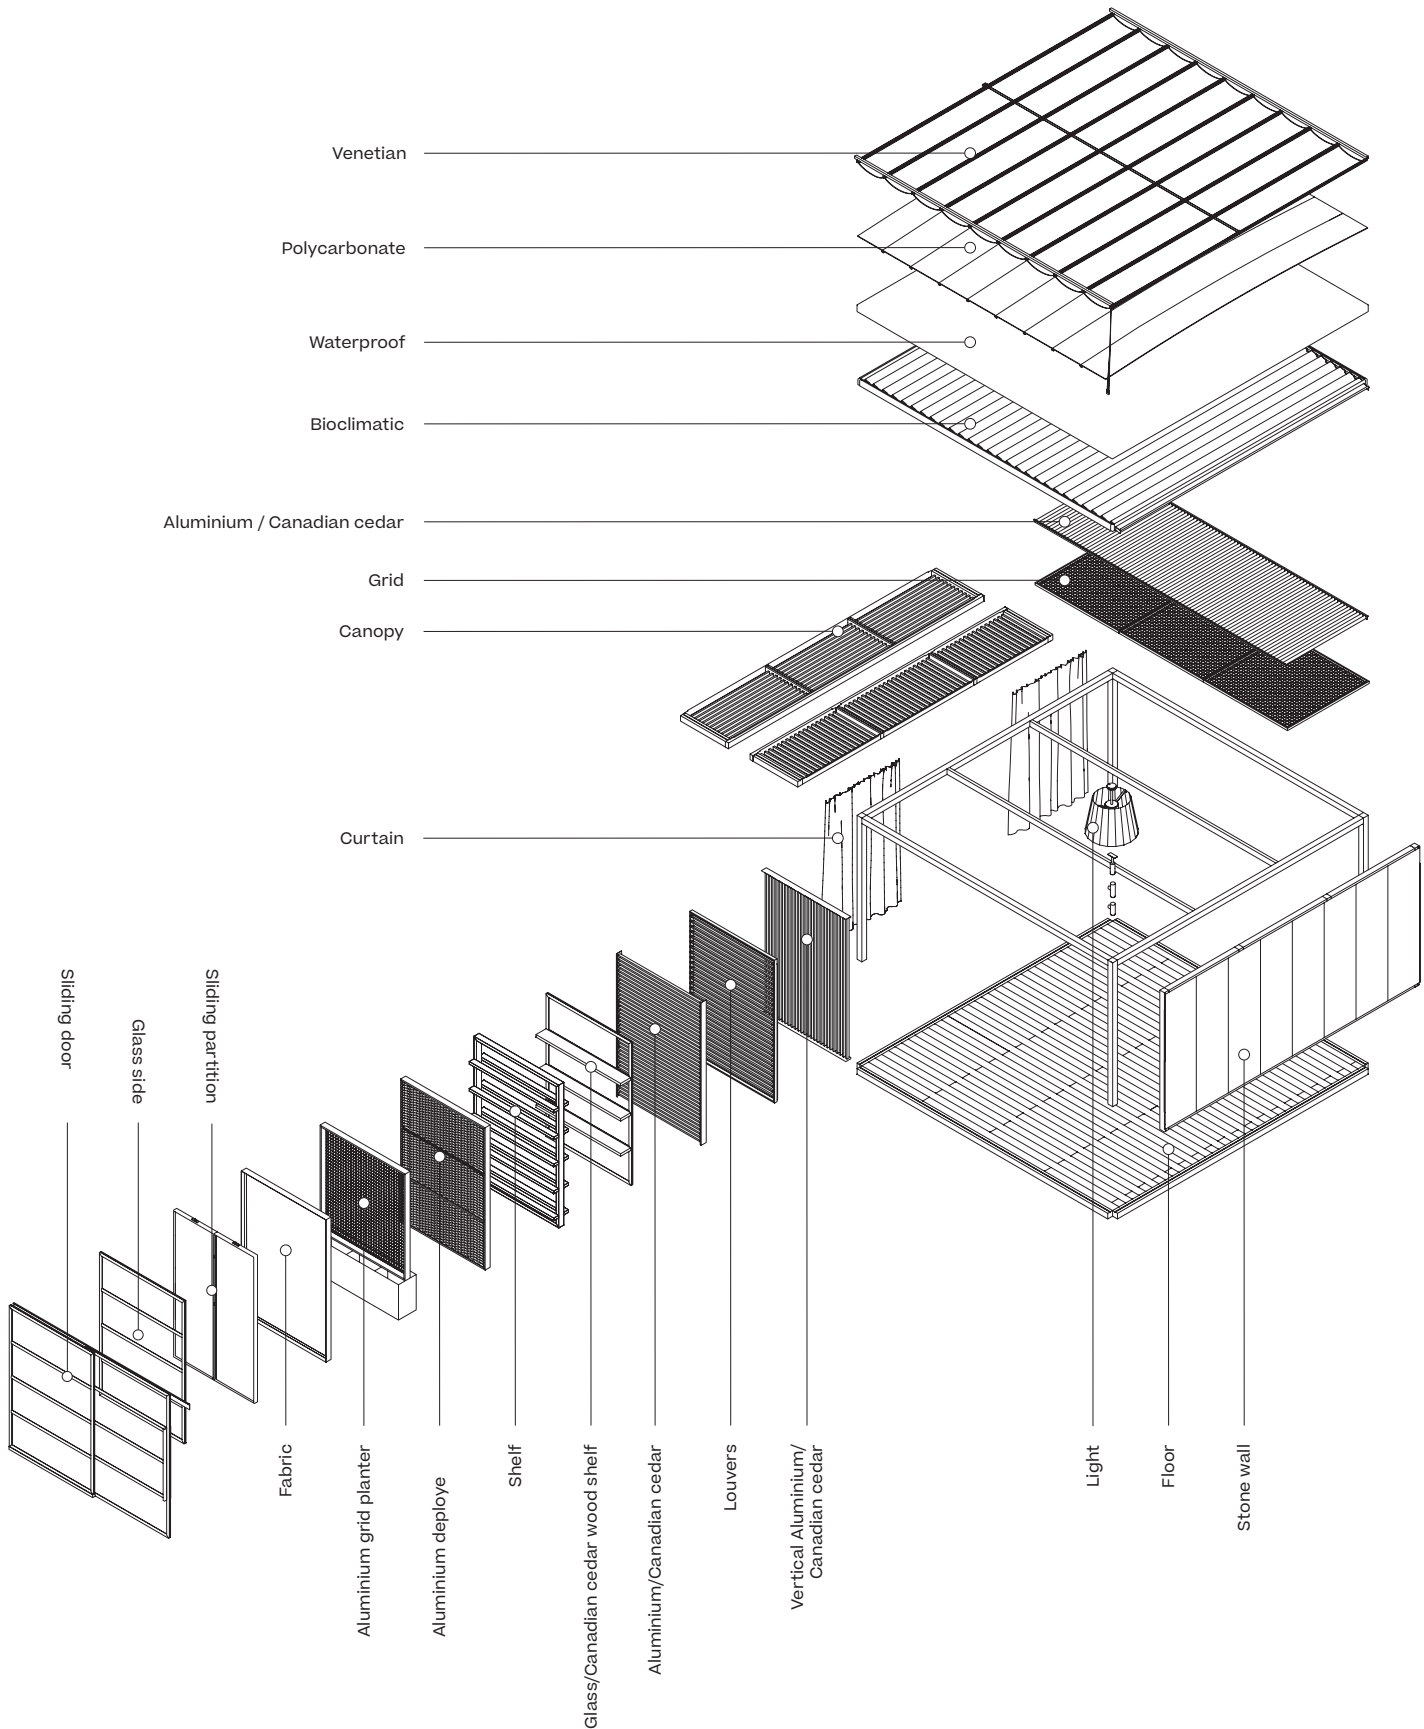 Venetian
Polycarbonate
Waterproof
Bioclimatic
Aluminium / Canadian cedar
Grid
Canopy
Curtain
Sliding door
Glass side
Sliding partition
Fabric
Aluminium grid planter
Aluminium deploye
Shelf
Glass/Canadian cedar wood shelf
Aluminium/Canadian cedar
Louvers
Vertical Aluminium/
Canadian cedar
Light
Floor
Stone wall